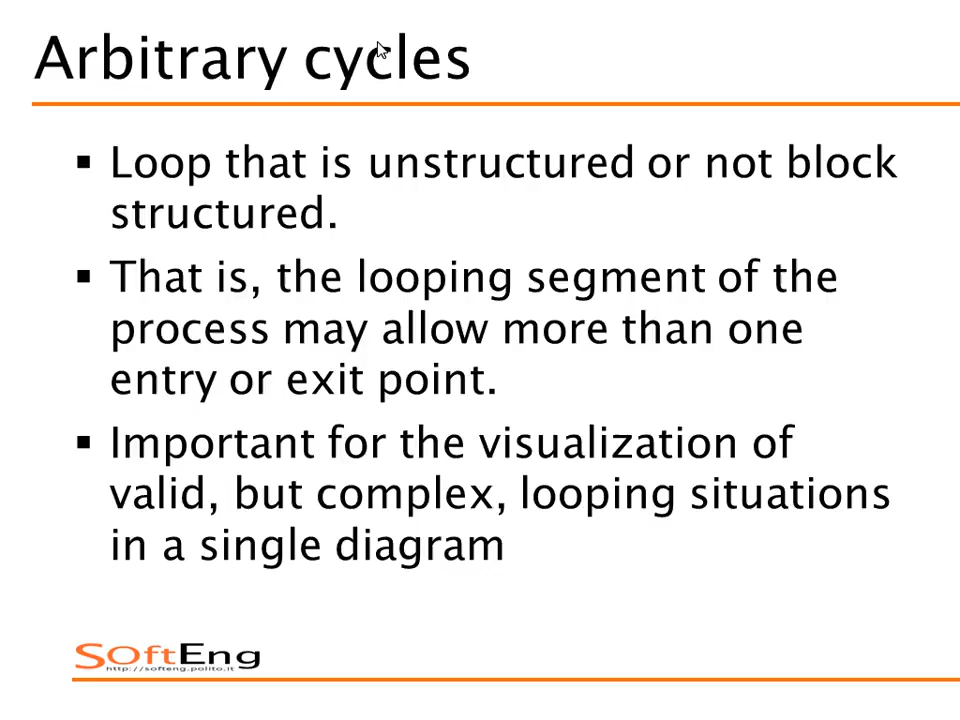 Arbitrary cycles
▪ Loop that is unstructured or not block
structured.
▪ That is, the looping segment of the
process may allow more than one
entry or exit point.
▪ Important for the visualization of
valid, but complex, looping situations
in a single diagram
SOftEng
http://softeng.polito.it